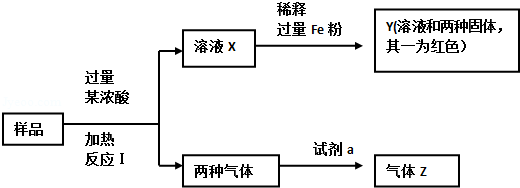 稀释
过量 Fe 粉
溶液 X
Y(溶液和两种固体，
其一为红色）
过量
某浓酸
样品
加热
反应Ⅰ
两种气体
试剂 a
气体 Z